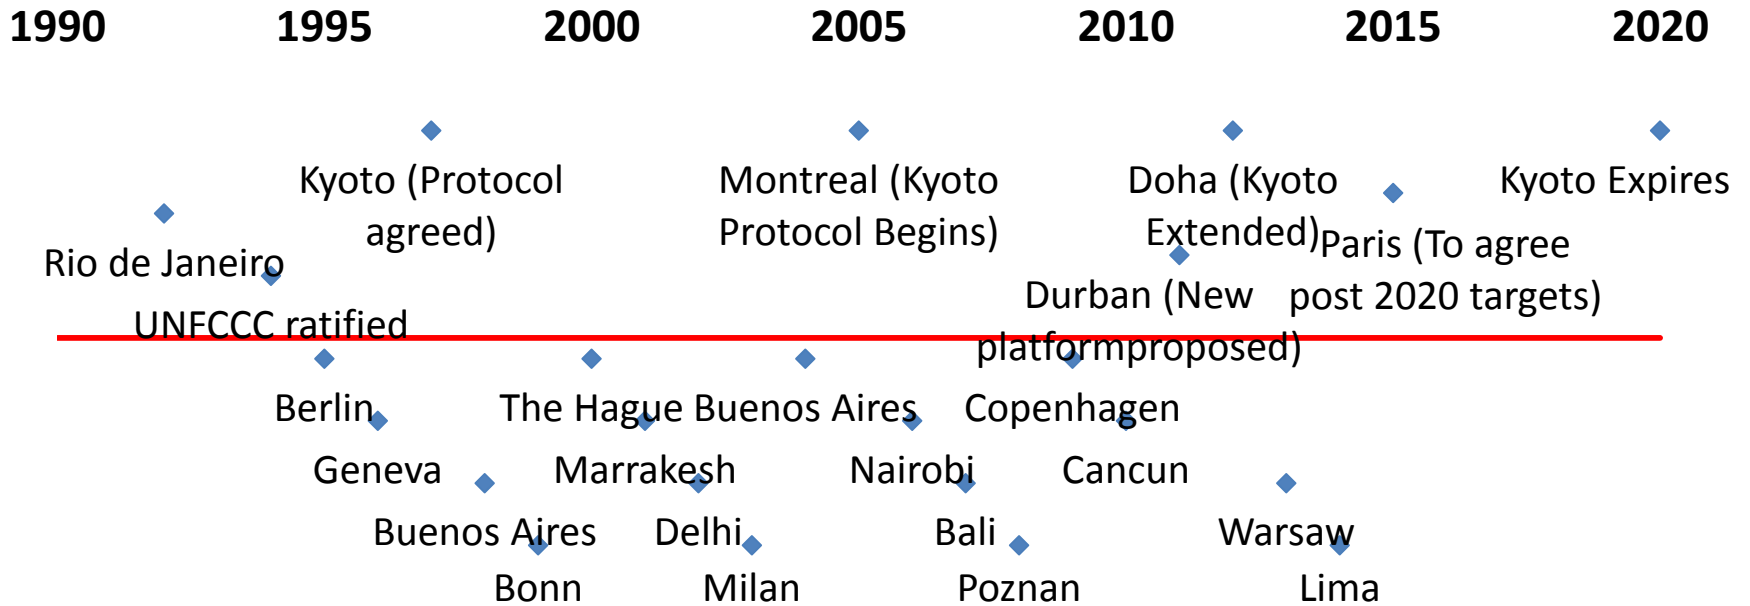 1990 1995 2000 2005 2010 2015 2020
Kyoto (Protocol
agreed)
Montreal (Kyoto
Protocol Begins)
Doha (Kyoto
Extended)
Kyoto Expires
Rio de Janeiro
Paris (To agree
post 2020 targets)
UNFCCC ratified
Durban (New
platformproposed)
Berlin
The Hague
Buenos Aires
Copenhagen
Geneva
Marrakesh
Nairobi
Cancun
Buenos Aires
Delhi
Bali
Warsaw
Bonn
Milan
Poznan
Lima